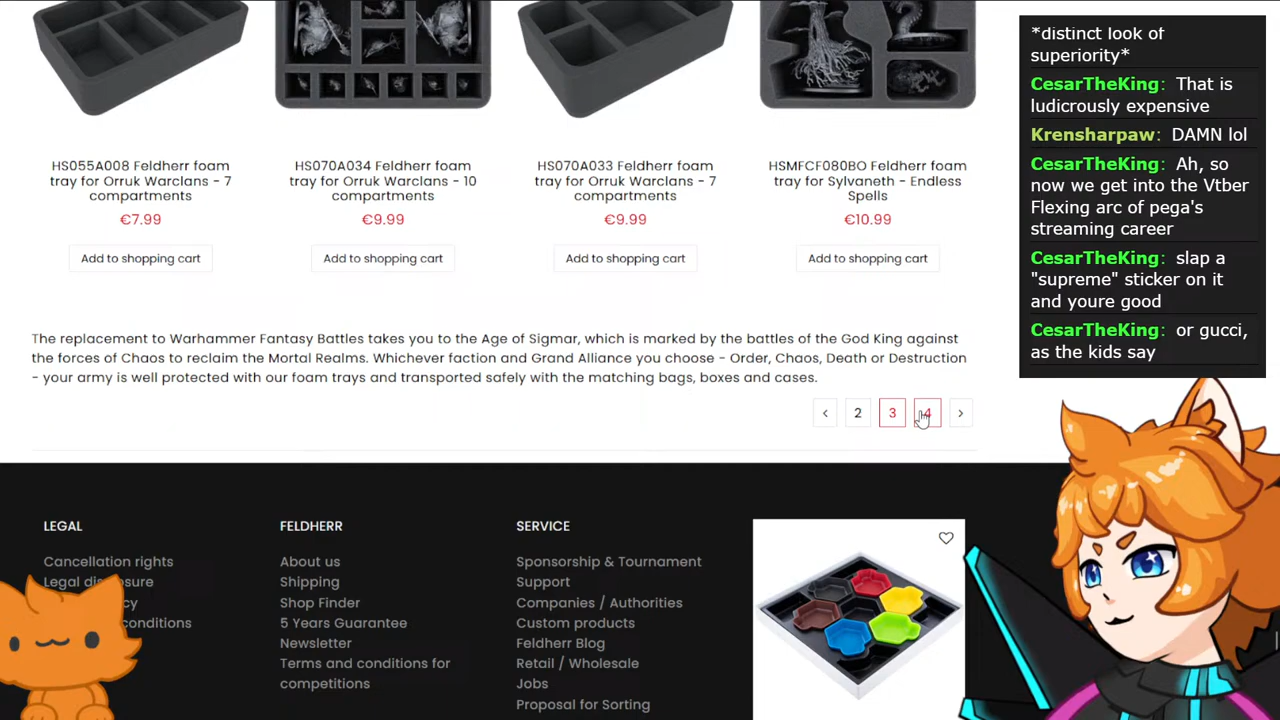 HS055A008 Feldherr foam
tray for Orruk Warclans - 7
compartments
€7.99
Add to shopping cart
HS070A034 Feldherr foam
tray for Orruk Warclans - 10
compartments
€9.99
Add to shopping cart
HS070A033 Feldherr foam
tray for Orruk Warclans - 7
compartments
€9.99
Add to shopping cart
HSMFCF080BO Feldherr foam
tray for Sylvaneth - Endless
Spells
€10.99
Add to shopping cart
The replacement to Warhammer Fantasy Battles takes you to the Age of Sigmar, which is marked by the battles of the God King against
the forces of Chaos to reclaim the Mortal Realms. Whichever faction and Grand Alliance you choose - Order, Chaos, Death or Destruction
- your army is well protected with our foam trays and transported safely with the matching bags, boxes and cases.
‹ 2 3 4 ›
LEGAL
Cancellation rights
Legal
FELDHERR
About us
Shipping
Shop Finder
5 Years Guarantee
Newsletter
Terms and conditions for
competitions
SERVICE
Sponsorship & Tournament
Support
Companies / Authorities
Custom products
Feldherr Blog
Retail / Wholesale
Jobs
Proposal for Sorting
*distinct look of
superiority*
CesarTheKing: That is
ludicrously expensive
Krensharpaw: DAMN lol
CesarTheKing: Ah, so
now we get into the Vtber
Flexing arc of pega's
streaming career
CesarTheKing: slap a
"supreme" sticker on it
and youre good
CesarTheKing: or gucci,
as the kids say